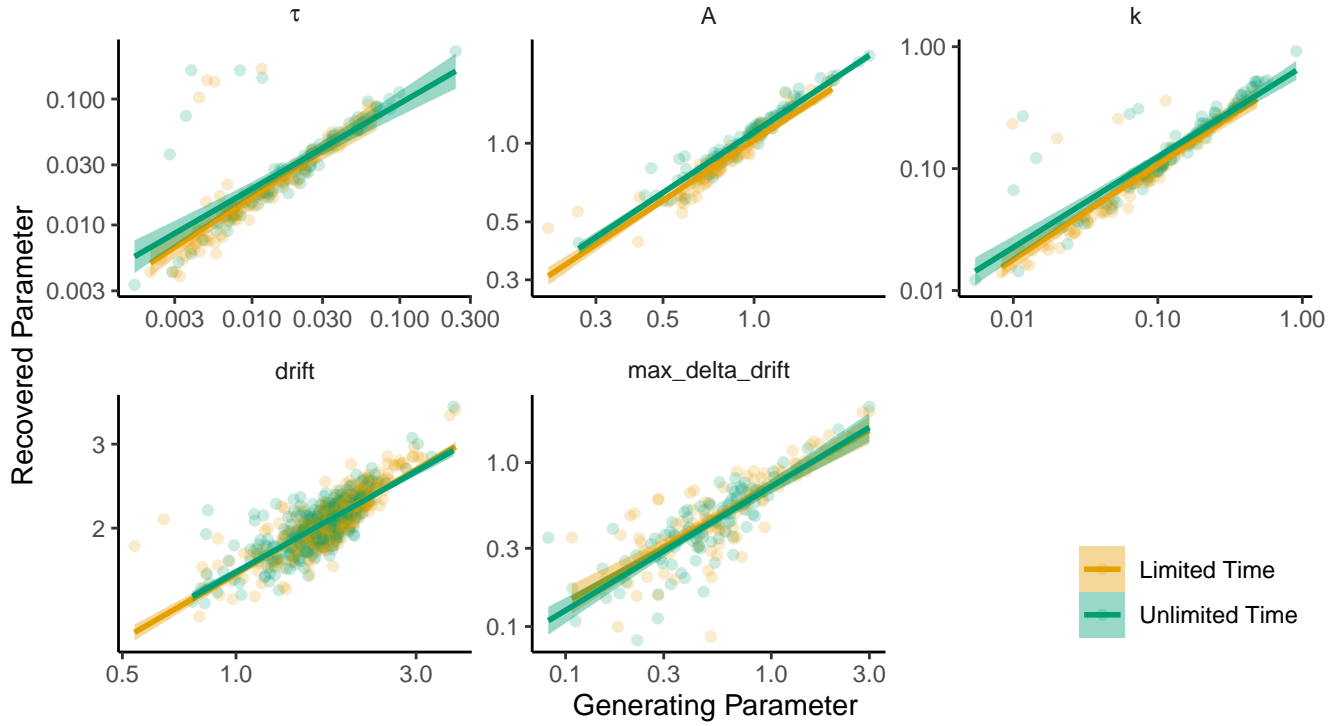 τ
A
k
0.100
0.030
0.010
0.003
0.003 0.010 0.030 0.100 0.300
1.0
0.5
0.3
0.3 0.5 1.0
1.00
0.10
0.01
0.01 0.10 1.00
Recovered Parameter
drift
max_delta_drift
3
2
0.5 1.0 3.0
1.0
0.3
0.1
0.1 0.3 1.0 3.0
Generating Parameter
Limited Time
Unlimited Time